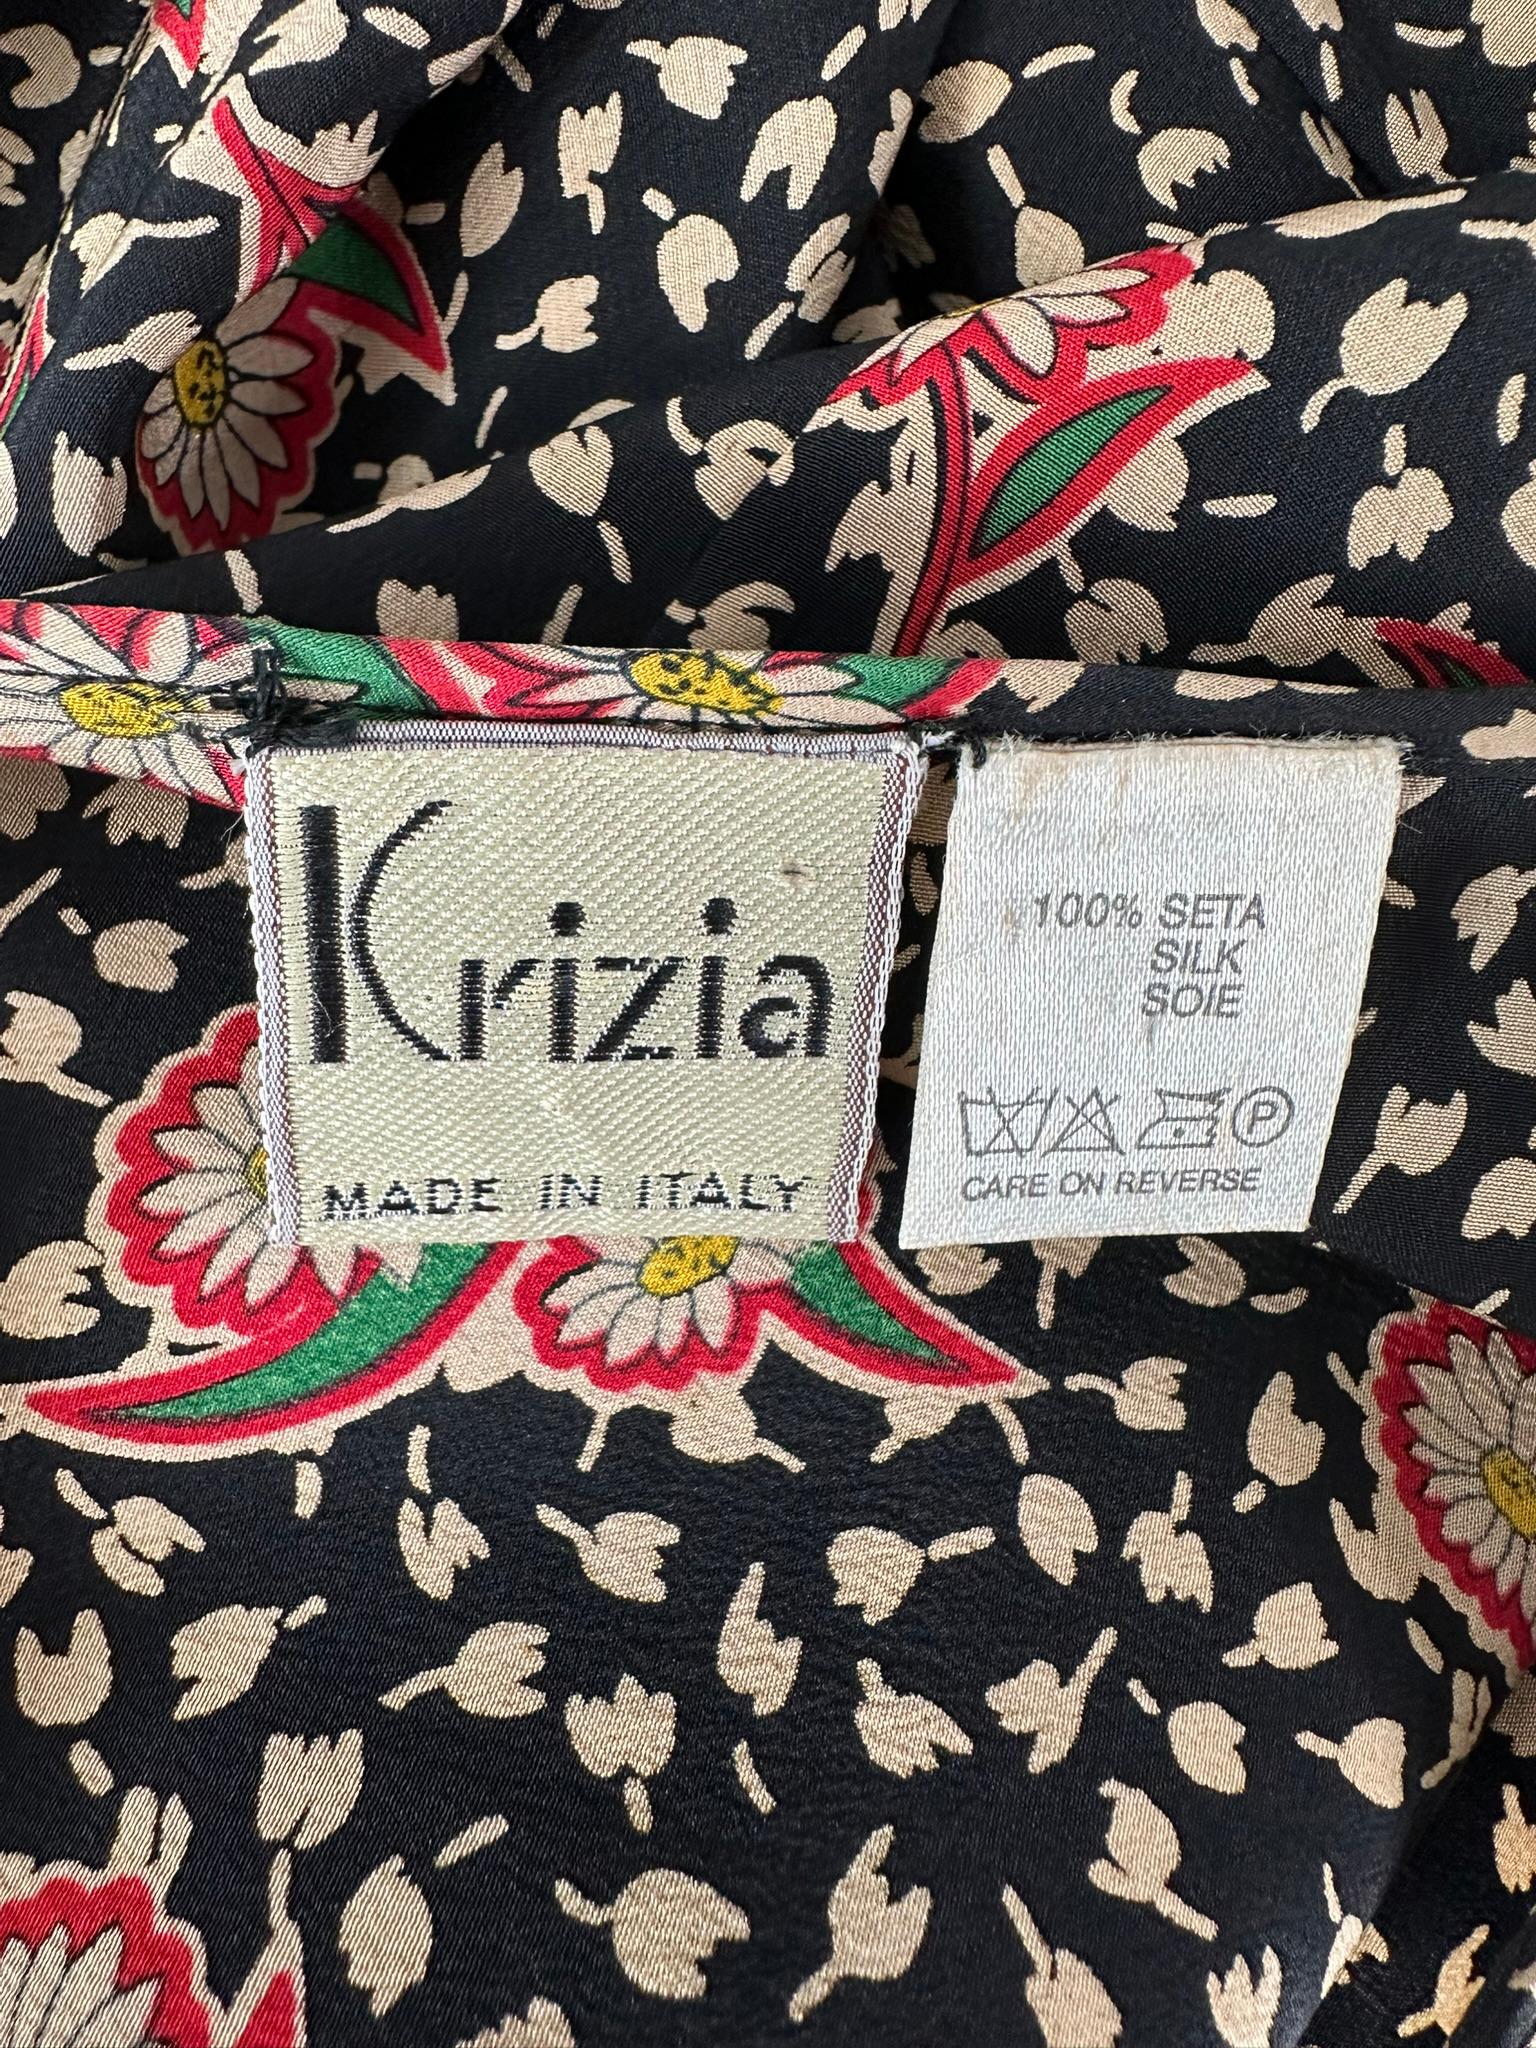 Krizia
MADE IN ITALY
100% SETA
SILK
SOIE
P
CARE ON REVERSE